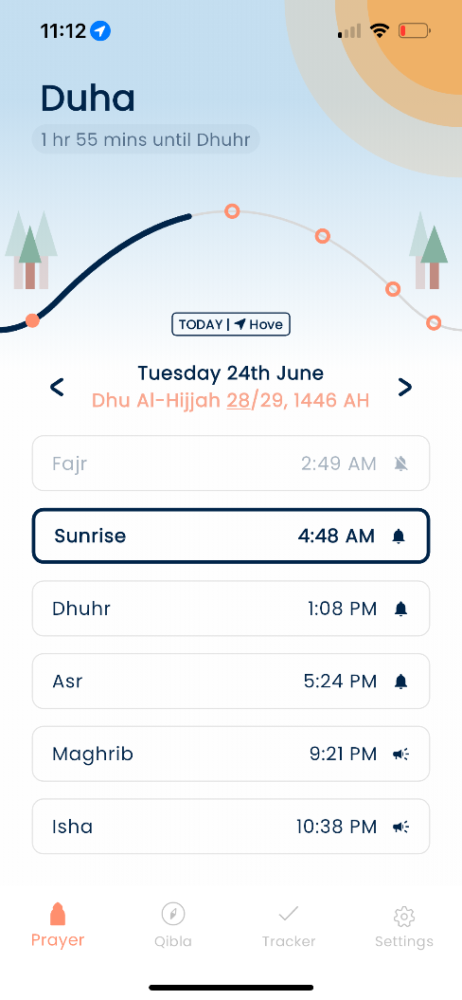 11:12
Duha
1 hr 55 mins until Dhuhr
TODAY | Hove
Tuesday 24th June
Dhu Al-Hijjah 28/29, 1446 AH
Fajr 2:49 AM
Sunrise 4:48 AM
Dhuhr 1:08 PM
Asr 5:24 PM
Maghrib 9:21 PM
Isha 10:38 PM
Prayer Qibla Tracker Settings